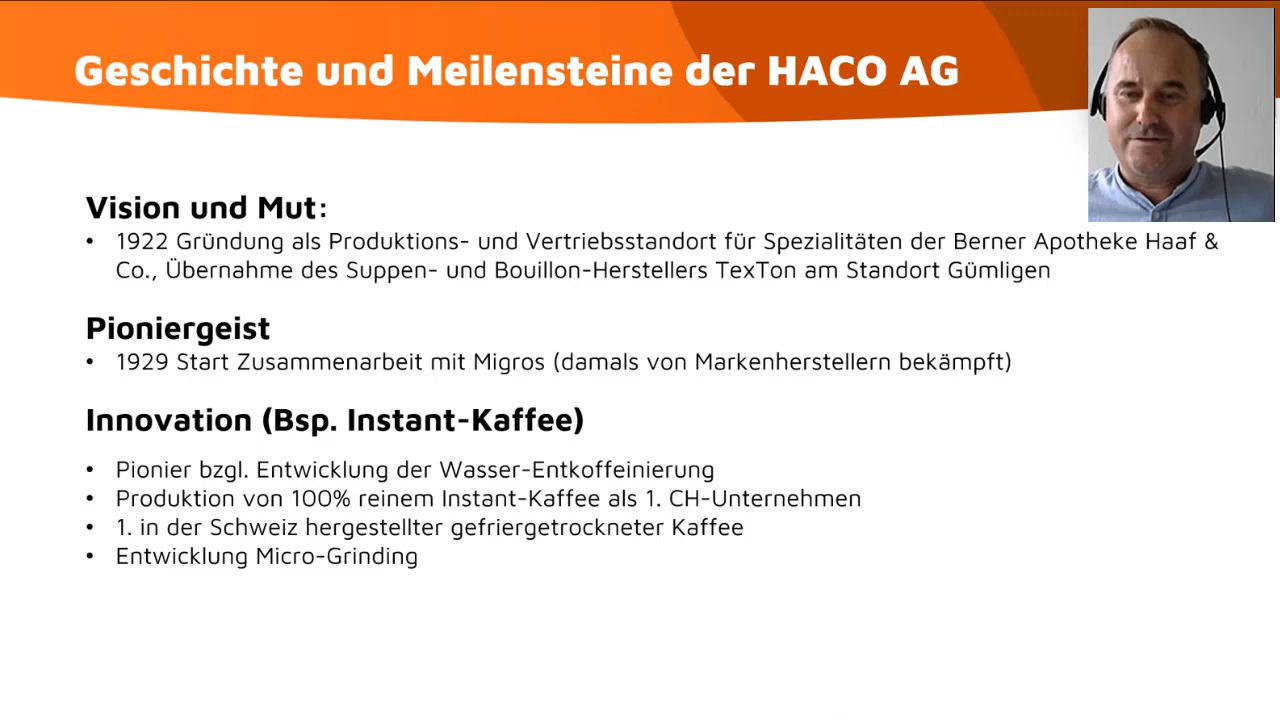 Geschichte und Meilensteine der HACO AG
Vision und Mut:
• 1922 Gründung als Produktions- und Vertriebsstandort für Spezialitäten der Berner Apotheke Haaf &
Co., Übernahme des Suppen- und Bouillon-Herstellers TexTon am Standort Gümligen
Pioniergeist
• 1929 Start Zusammenarbeit mit Migros (damals von Markenherstellern bekämpft)
Innovation (Bsp. Instant-Kaffee)
• Pionier bzgl. Entwicklung der Wasser-Entkoffeinierung
• Produktion von 100% reinem Instant-Kaffee als 1. CH-Unternehmen
• 1. in der Schweiz hergestellter gefriergetrockneter Kaffee
• Entwicklung Micro-Grinding